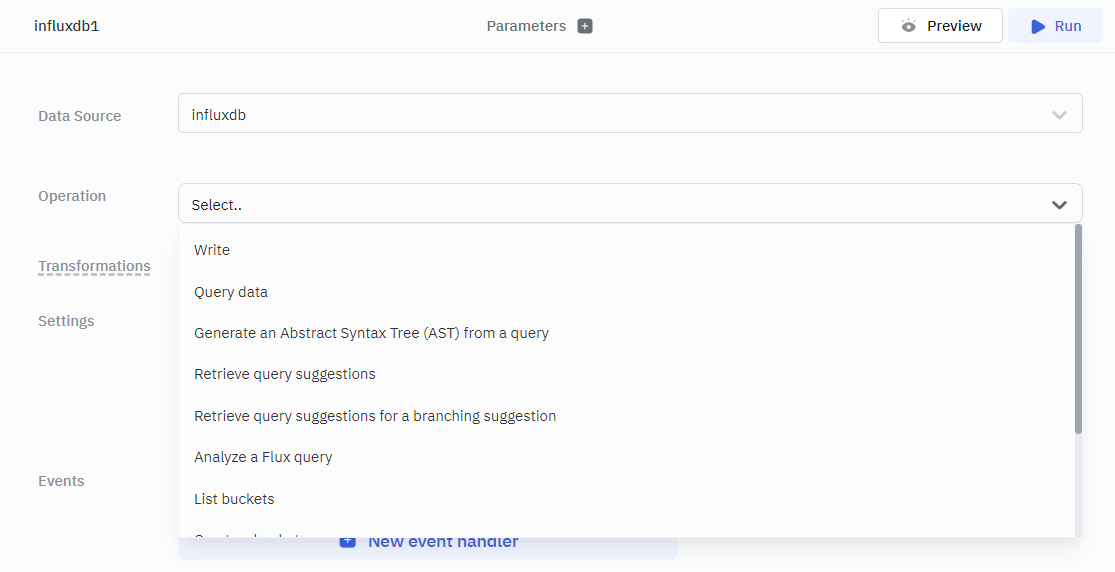 influxdb1
Parameters
Preview
Run
Data Source
influxdb
Operation
Select..
Write
Transformations
Query data
Settings
Generate an Abstract Syntax Tree (AST) from a query
Retrieve query suggestions
Retrieve query suggestions for a branching suggestion
Analyze a Flux query
Events
List buckets
New event handler